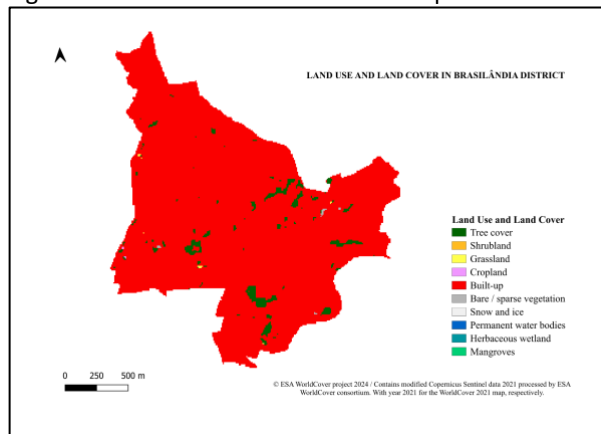 LAND USE AND LAND COVER IN BRASILÂNDIA DISTRICT
Land Use and Land Cover
Tree cover
Shrubland
Grassland
Cropland
Built-up
Bare / sparse vegetation
Snow and ice
Permanent water bodies
Herbaceous wetland
Mangroves
0 250 500 m
© ESA WorldCover project 2024 / Contains modified Copernicus Sentinel data 2021 processed by ESA
WorldCover consortium. With year 2021 for the WorldCover 2021 map, respectively.